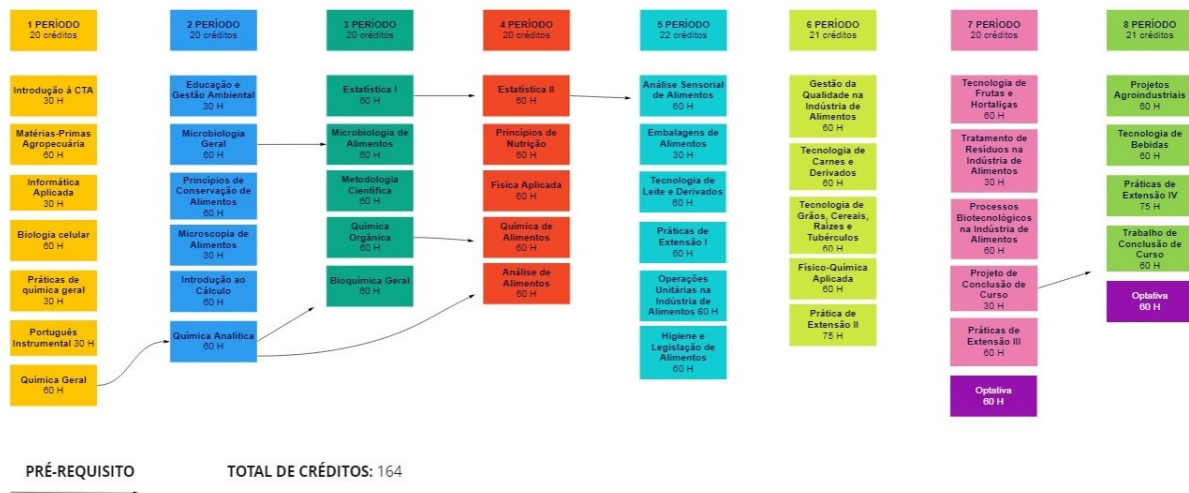 1 PERÍODO
20 créditos
Introdução á CTA
30 H
Matérias-Primas
Agropecuária
60 H
Informática
Aplicada
30 H
Biologia celular
60 H
Práticas de
química geral
30 H
Português
Instrumental 30 H
Química Geral
60 H
2 PERÍODO
20 créditos
Educação e
Gestão Ambiental
30 H
Microbiologia
Geral
60 H
Princípios de
Conservação de
Alimentos
60 H
Microscopia de
Alimentos
30 H
Introdução ao
Cálculo
60 H
Química Analítica
60 H
3 PERÍODO
20 créditos
Estatística I
60 H
Microbiologia de
Alimentos
60 H
Metodologia
Científica
60 H
Química
Orgânica
60 H
Bioquímica Geral
60 H
4 PERÍODO
20 créditos
Estatística II
60 H
Princípios de
Nutrição
60 H
Física Aplicada
60 H
Química de
Alimentos
60 H
Análise de
Alimentos
60 H
5 PERÍODO
22 créditos
Análise Sensorial
de Alimentos
60 H
Embalagens de
Alimentos
30 H
Tecnologia de
Leite e Derivados
60 H
Práticas de
Extensão I
60 H
Operações
Unitárias na
Indústria de
Alimentos 60 H
Higiene e
Legislação de
Alimentos
60 H
6 PERÍODO
21 créditos
Gestão da
Qualidade na
Indústria de
Alimentos
60 H
Tecnologia de
Carnes e
Derivados
60 H
Tecnologia de
Grãos, Cereais,
Raízes e
Tubérculos
60 H
Físico-Química
Aplicada
60 H
Prática de
Extensão II
75 H
7 PERÍODO
20 créditos
Tecnologia de
Frutas e
Hortaliças
60 H
Tratamento de
Resíduos na
Indústria de
Alimentos
30 H
Processos
Biotecnológicos
na Indústria de
Alimentos
60 H
Projeto de
Conclusão de
Curso
30 H
Práticas de
Extensão III
60 H
Optativa
60 H
8 PERÍODO
21 créditos
Projetos
Agroindustriais
60 H
Tecnologia de
Bebidas
60 H
Práticas de
Extensão IV
75 H
Trabalho de
Conclusão de
Curso
60 H
Optativa
60 H
PRÉ-REQUISITO
TOTAL DE CRÉDITOS: 164